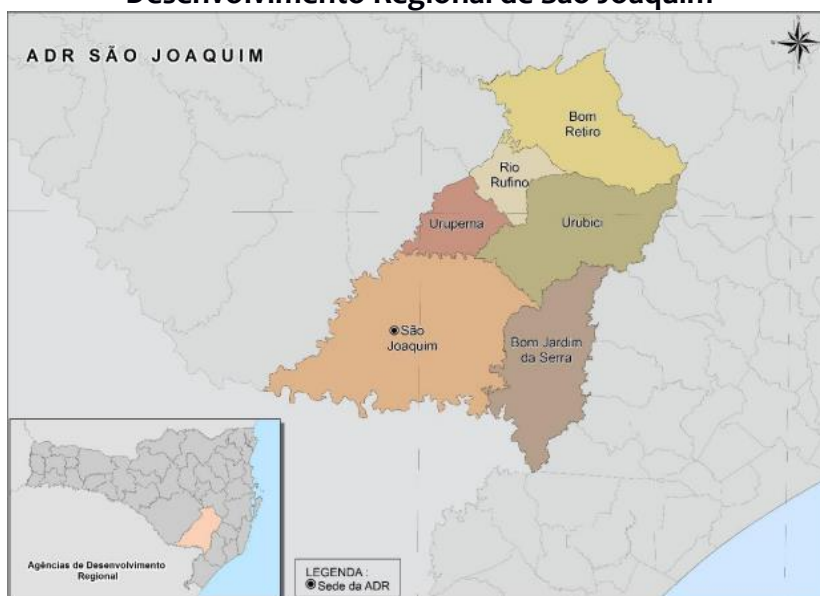 Desenvolvimento Regional de São Joaquim
ADR SÃO JOAQUIM
Bom
Retiro
Rio
Rufino
Urupema
Urubici
São
Joaquim
Bom Jardim
da Serra
Agências de Desenvolvimento
Regional
LEGENDA :
Sede da ADR